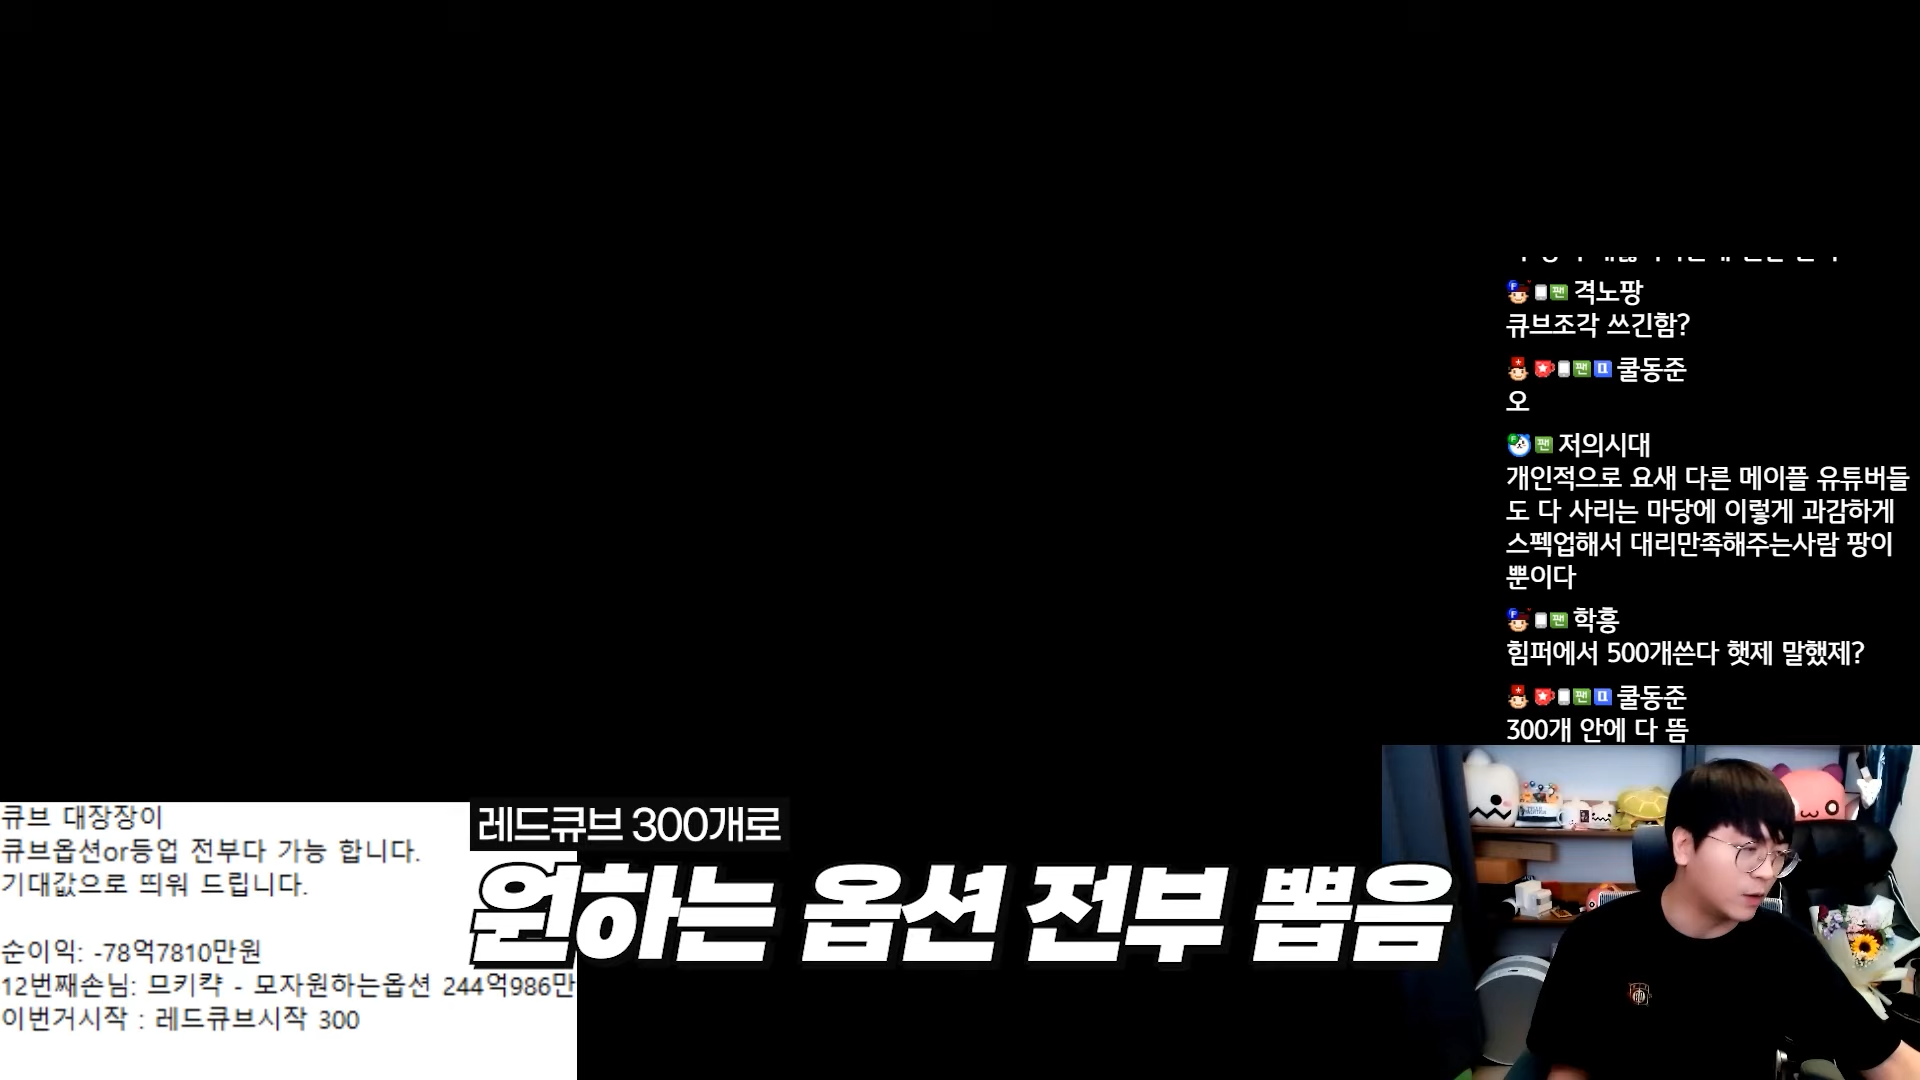 격노팡
큐브조각 쓰긴함?
쿨동준
오
저의시대
개인적으로 요새 다른 메이플 유튜버들
도 다 사리는 마당에 이렇게 과감하게
스펙업해서 대리만족해주는사람 팡이
뿐이다
학흥
힘퍼에서 500개쓴다 햇제 말했제?
쿨동준
300개 안에 다 뜸
큐브 대장장이
큐브옵션or등업 전부다 가능 합니다.
기대값으로 띄워 드립니다.
순이익: -78억7810만원
12번째손님: 므키캭 - 모자원하는옵션 244억986만
이번거시작 : 레드큐브시작 300
레드큐브 300개로
원하는 옵션 전부 뽑음